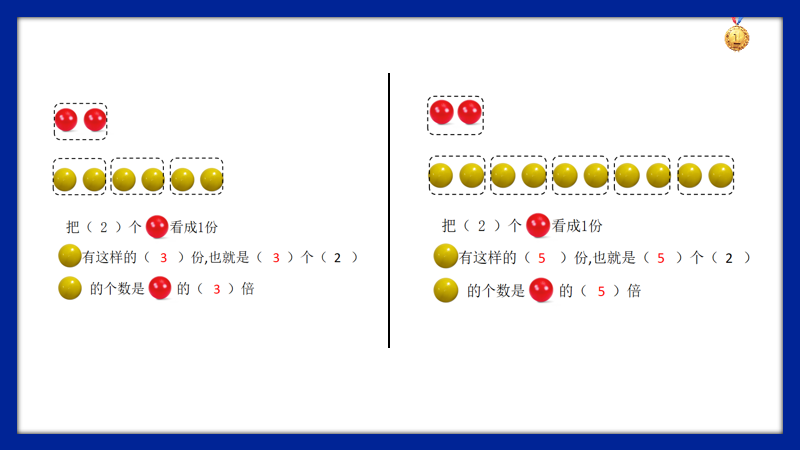 1
把（ 2 ）个 看成1份
有这样的（ 3 ）份,也就是（ 3 ）个（ 2 ）
的个数是 的（ 3 ）倍
把（ 2 ）个 看成1份
有这样的（ 5 ）份,也就是（ 5 ）个（ 2 ）
的个数是 的（ 5 ）倍